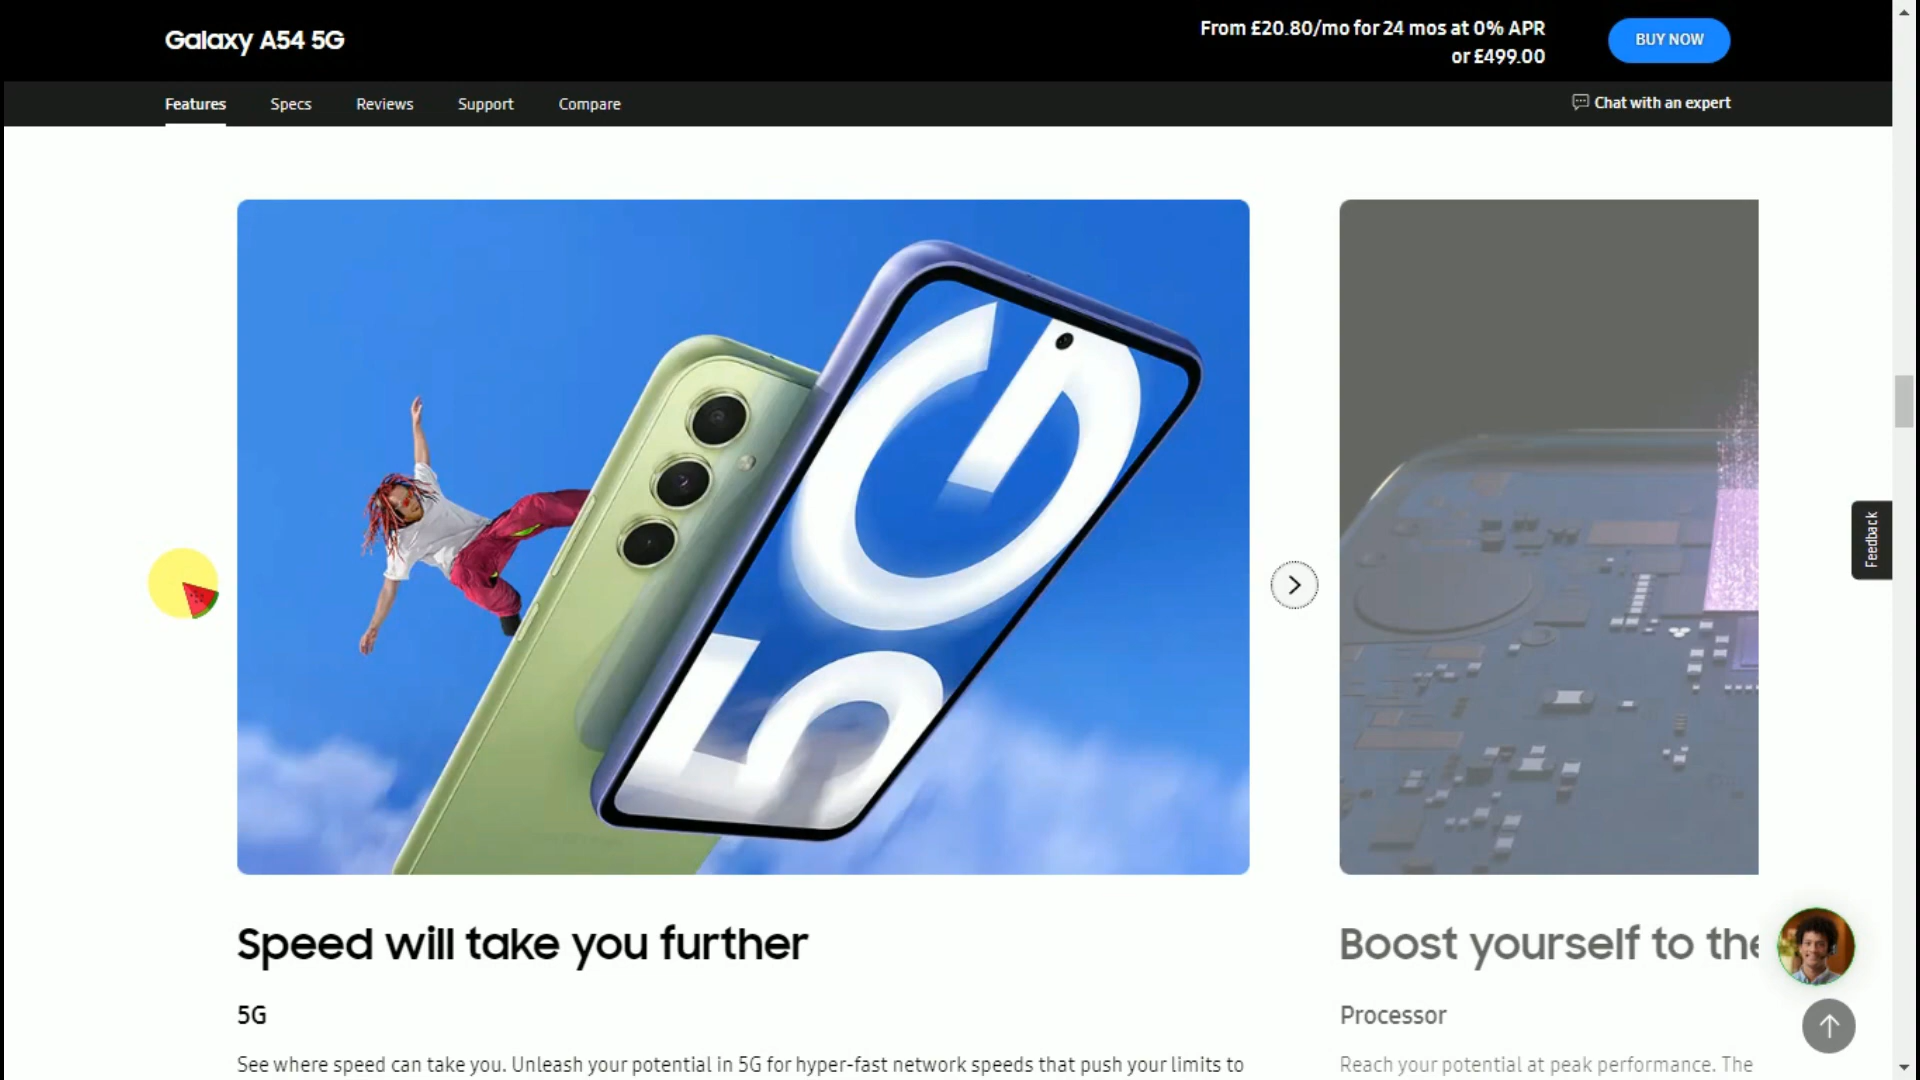 Galaxy A54 5G
From £20.80/mo for 24 mos at 0% APR
or £499.00
BUY NOW
Features
Specs
Reviews
Support
Compare
Chat with an expert
5G
Feedback
Speed will take you further
Boost yourself to the
5G
Processor
See where speed can take you. Unleash your potential in 5G for hyper-fast network speeds that push your limits to
Reach your potential at peak performance. The